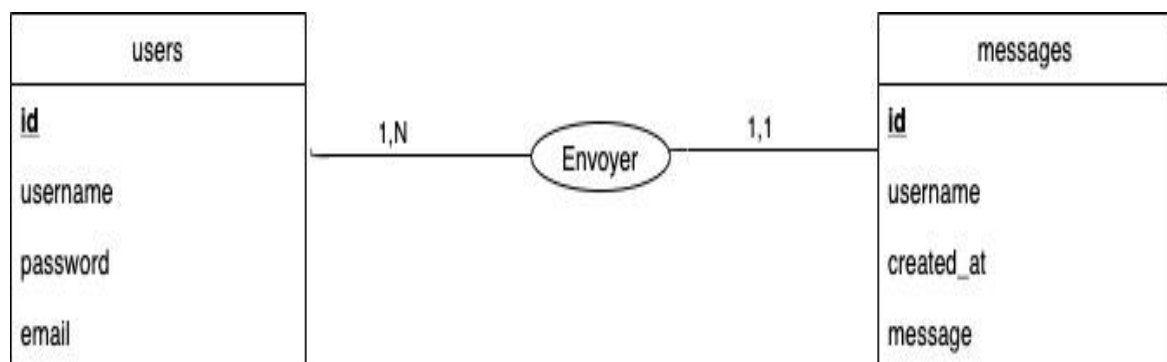 users
id
username
password
email
1,N
Envoyer
1,1
messages
id
username
created_at
message